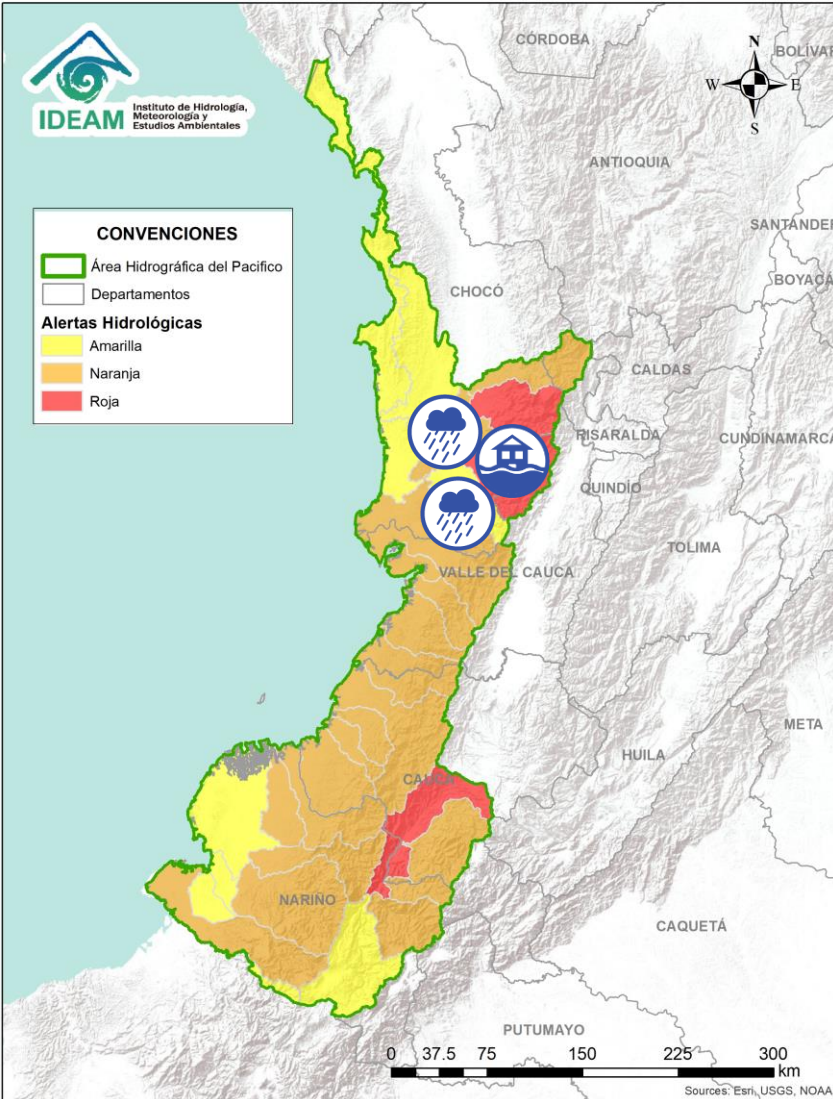 IDEAM
Instituto de Hidrología,
Meteorología y
Estudios Ambientales
CÓRDOBA
BOLÍVAR
N
W
E
S
ANTIOQUIA
SANTANDER
BOYACÁ
CONVENCIONES
Área Hidrográfica del Pacifico
Departamentos
Alertas Hidrológicas
Amarilla
Naranja
Roja
CHOCÓ
CALDAS
RISARALDA
CUNDINAMARCA
QUINDÍO
TOLIMA
VALLE DEL CAUCA
META
HUILA
CAUCA
NARIÑO
CAQUETÁ
PUTUMAYO
0 37.5 75 150 225 300
km
Sources: Esri, USGS, NOAA